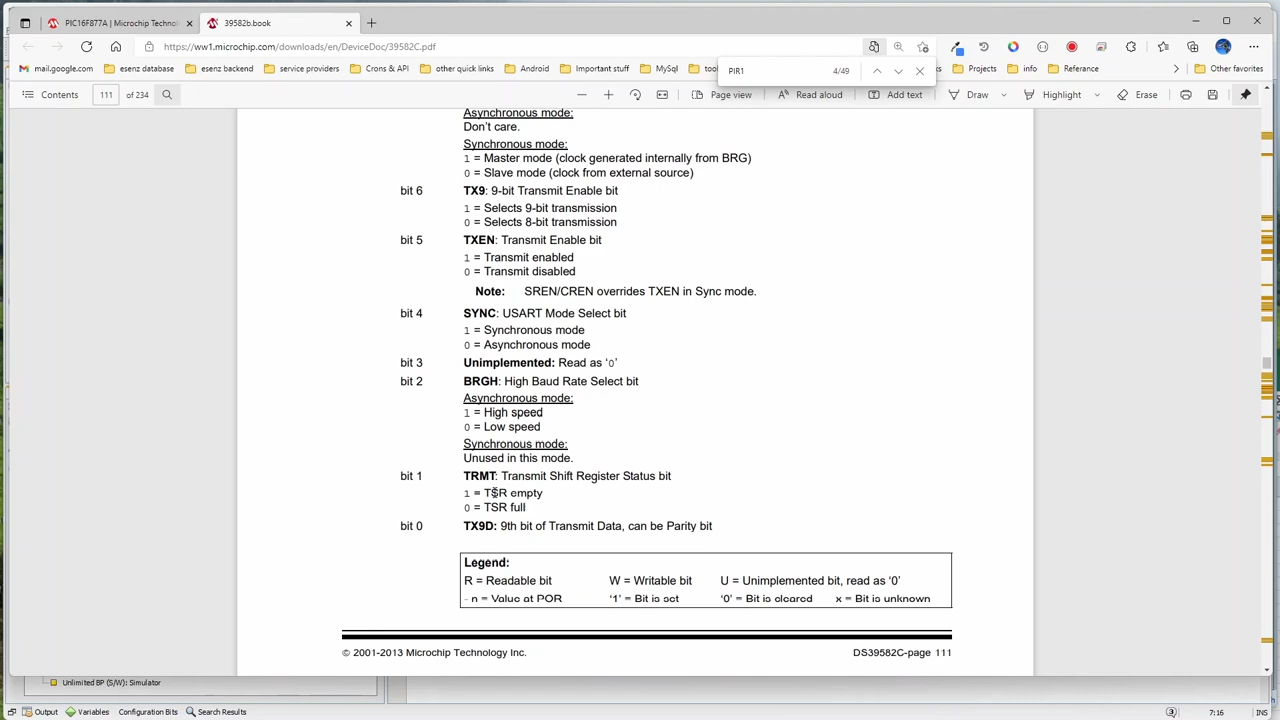 PIC16F877A | Microchip Technol
39582b.book
https://ww1.microchip.com/downloads/en/DeviceDoc/39582C.pdf
mail.google.com
esenz database
esenz backend
service provider
Crons & API
other quick links
Android
Important stuff
MySql
Projects
info
Reference
Other favorites
PIR1
4/49
Contents
111
of 234
Page view
Read aloud
Add text
Draw
Highlight
Erase
Asynchronous mode:
Don't care.
Synchronous mode:
1 = Master mode (clock generated internally from BRG)
0 = Slave mode (clock from external source)
bit 6 TX9: 9-bit Transmit Enable bit
1 = Selects 9-bit transmission
0 = Selects 8-bit transmission
bit 5 TXEN: Transmit Enable bit
1 = Transmit enabled
0 = Transmit disabled
Note: SREN/CREN overrides TXEN in Sync mode.
bit 4 SYNC: USART Mode Select bit
1 = Synchronous mode
0 = Asynchronous mode
bit 3 Unimplemented: Read as ‘0’
bit 2 BRGH: High Baud Rate Select bit
Asynchronous mode:
1 = High speed
0 = Low speed
Synchronous mode:
Unused in this mode.
bit 1 TRMT: Transmit Shift Register Status bit
1 = TSR empty
0 = TSR full
bit 0 TX9D: 9th bit of Transmit Data, can be Parity bit
Legend:
R = Readable bit W = Writable bit U = Unimplemented bit, read as ‘0’
- n = Value at POR ‘1’ = Bit is set ‘0’ = Bit is cleared x = Bit is unknown
© 2001-2013 Microchip Technology Inc. DS39582C-page 111
Unlimited BP (S/W): Simulator
Output
Variables
Configuration Bits
Search Results
3
7:16
INS